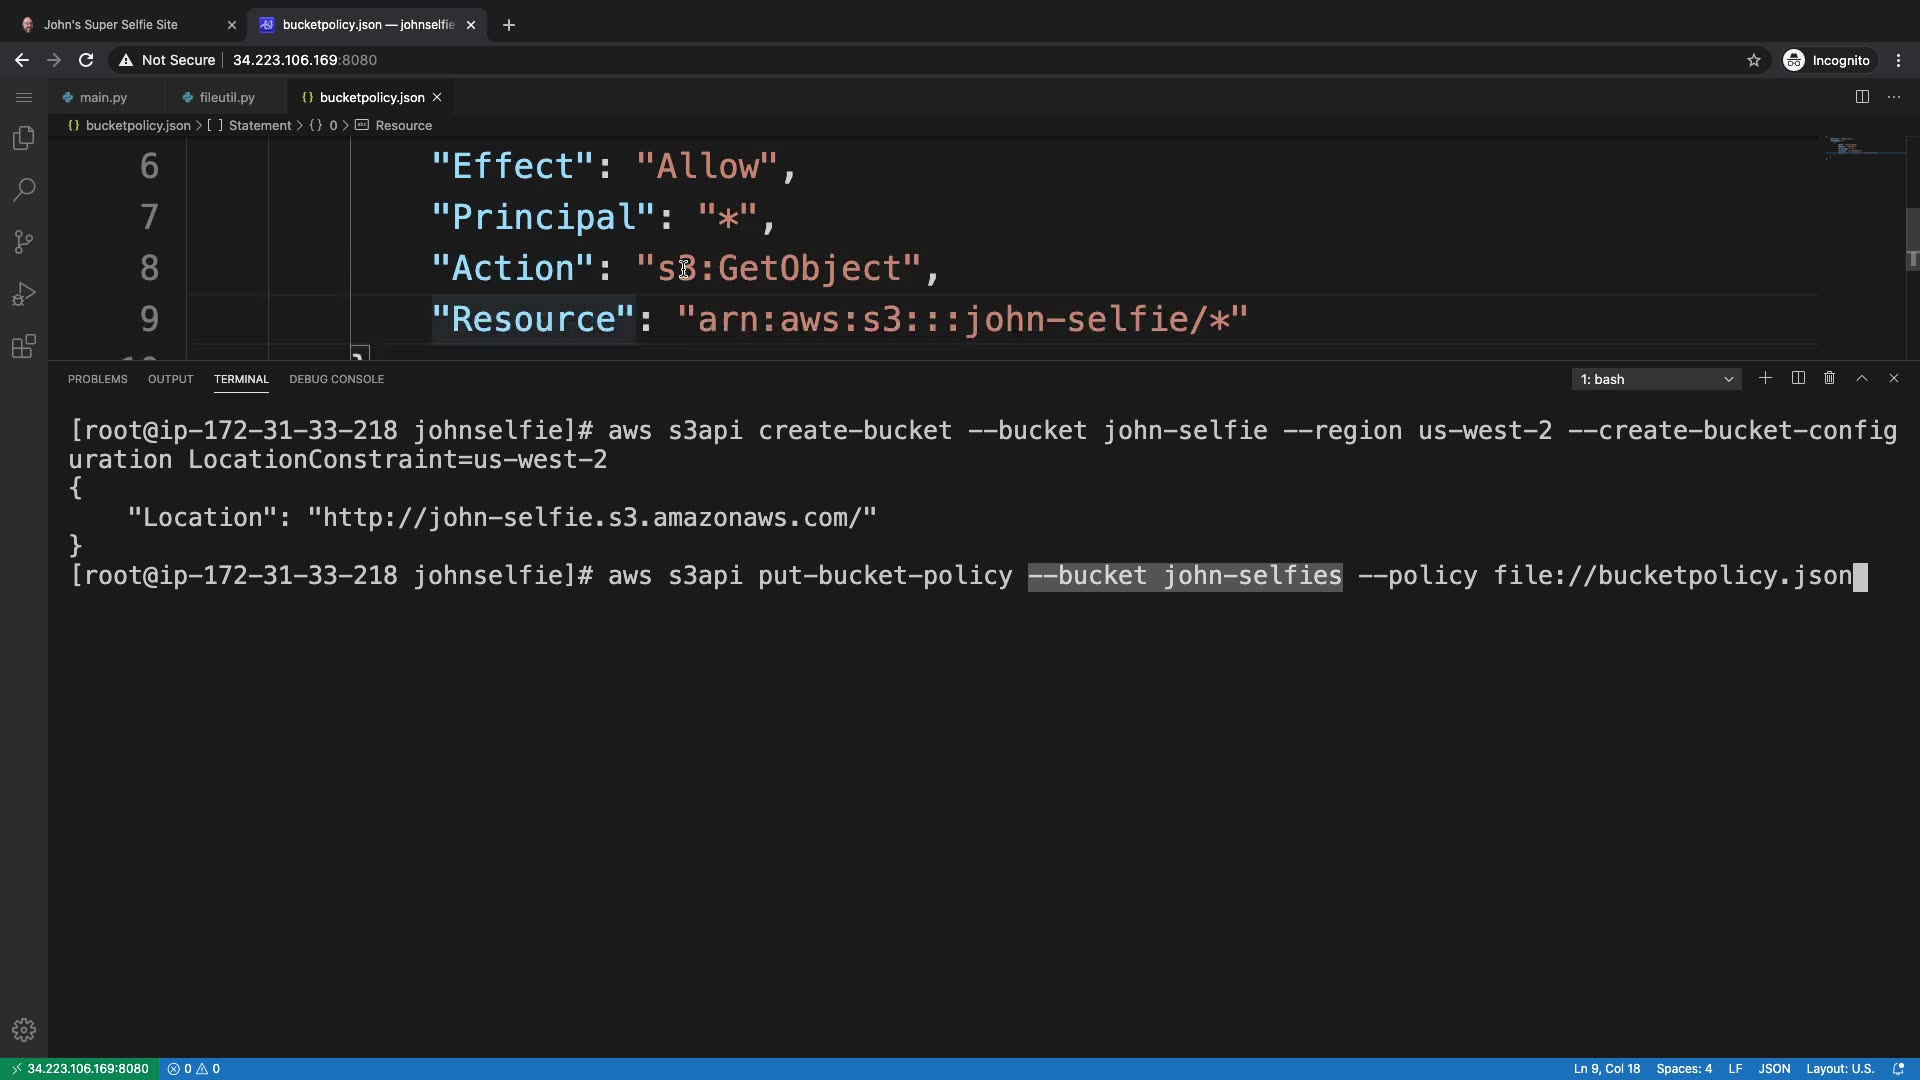 John's Super Selfie Site
bucketpolicy.json — johnselfie
Not Secure
34.223.106.169:8080
Incognito
main.py
fileutil.py
{} bucketpolicy.json
{} bucketpolicy.json > [ ] Statement > {} 0 > Resource
6 "Effect": "Allow",
7 "Principal": "*",
8 "Action": "s3:GetObject",
9 "Resource": "arn:aws:s3:::john-selfie/*"
10 }
PROBLEMS OUTPUT TERMINAL DEBUG CONSOLE
1: bash
[root@ip-172-31-33-218 johnselfie]# aws s3api create-bucket --bucket john-selfie --region us-west-2 --create-bucket-config
uration LocationConstraint=us-west-2
{
"Location": "http://john-selfie.s3.amazonaws.com/"
}
[root@ip-172-31-33-218 johnselfie]# aws s3api put-bucket-policy --bucket john-selfies --policy file://bucketpolicy.json
34.223.106.169:8080
0 0
Ln 9, Col 18 Spaces: 4 LF JSON Layout: U.S.